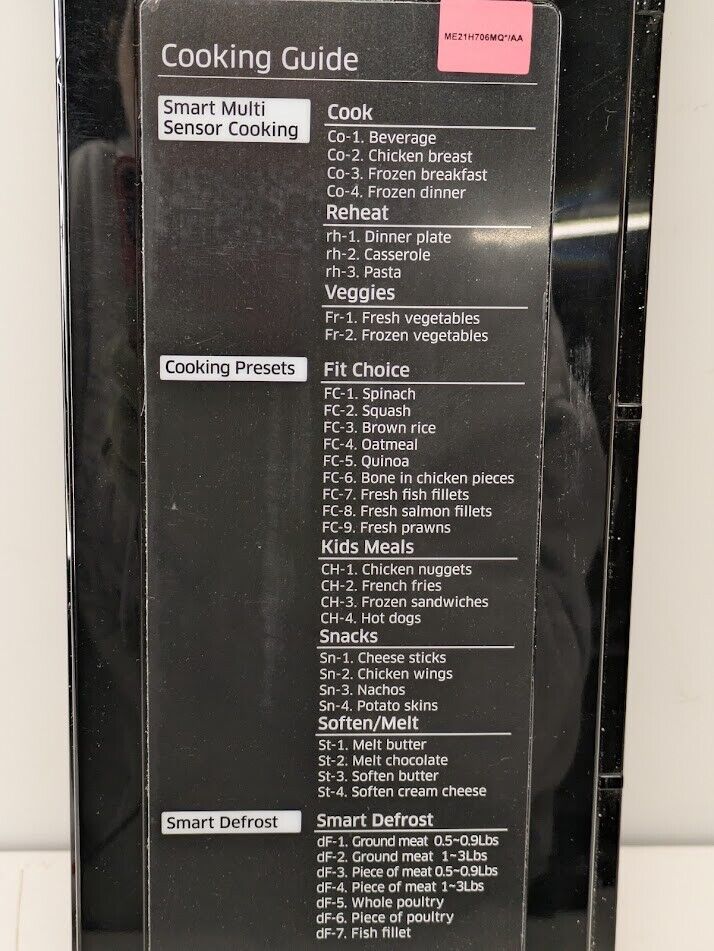 ME21H706MQ*/AA
Cooking Guide
Smart Multi
Sensor Cooking
Cook
Co-1. Beverage
Co-2. Chicken breast
Co-3. Frozen breakfast
Co-4. Frozen dinner
Reheat
rh-1. Dinner plate
rh-2. Casserole
rh-3. Pasta
Veggies
Fr-1. Fresh vegetables
Fr-2. Frozen vegetables
Cooking Presets
Fit Choice
FC-1. Spinach
FC-2. Squash
FC-3. Brown rice
FC-4. Oatmeal
FC-5. Quinoa
FC-6. Bone in chicken pieces
FC-7. Fresh fish fillets
FC-8. Fresh salmon fillets
FC-9. Fresh prawns
Kids Meals
CH-1. Chicken nuggets
CH-2. French fries
CH-3. Frozen sandwiches
CH-4. Hot dogs
Snacks
Sn-1. Cheese sticks
Sn-2. Chicken wings
Sn-3. Nachos
Sn-4. Potato skins
Soften/Melt
St-1. Melt butter
St-2. Melt chocolate
St-3. Soften butter
St-4. Soften cream cheese
Smart Defrost
Smart Defrost
dF-1. Ground meat 0.5~0.9Lbs
dF-2. Ground meat 1~3Lbs
dF-3. Piece of meat 0.5~0.9Lbs
dF-4. Piece of meat 1~3Lbs
dF-5. Whole poultry
dF-6. Piece of poultry
dF-7. Fish fillet